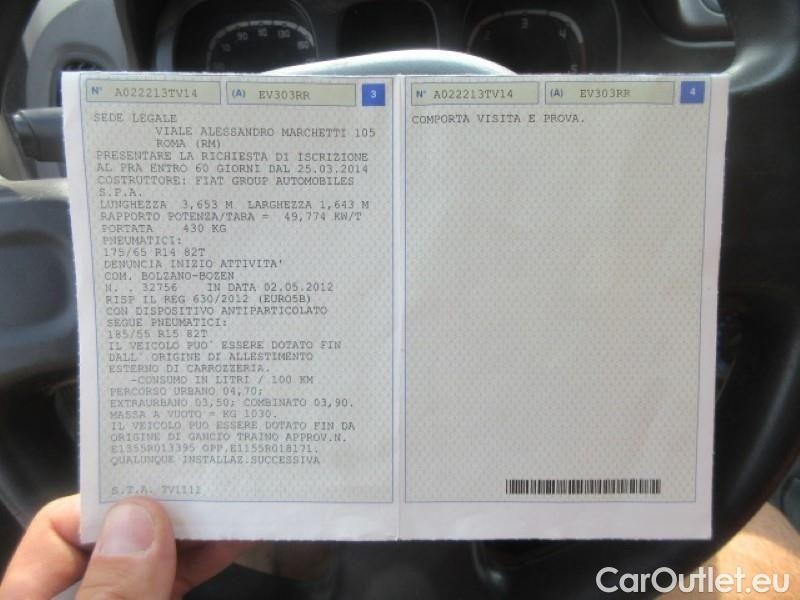 N° A022213TV14 (A) EV303RR 3
SEDE LEGALE
VIALE ALESSANDRO MARCHETTI 105
ROMA (RM)
PRESENTARE LA RICHIESTA DI ISCRIZIONE
AL PRA ENTRO 60 GIORNI DAL 25.03.2014
COSTRUTTORE: FIAT GROUP AUTOMOBILES
S.P.A.
LUNGHEZZA 3,653 M LARGHEZZA 1,643 M
RAPPORTO POTENZA/TARA = 49,774 KW/T
PORTATA 430 KG
PNEUMATICI:
175/65 R14 82T
DENUNCIA INIZIO ATTIVITA'
COM. BOLZANO-BOZEN
N. . 32756 IN DATA 02.05.2012
RISP IL REG 630/2012 (EURO5B)
CON DISPOSITIVO ANTIPARTICOLATO
SEGUE PNEUMATICI:
185/55 R15 82T
IL VEICOLO PUO' ESSERE DOTATO FIN
DALL' ORIGINE DI ALLESTIMENTO
ESTERNO DI CARROZZERIA.
-CONSUMO IN LITRI / 100 KM
PERCORSO URBANO 04,70;
EXTRAURBANO 03,50; COMBINATO 03,90.
MASSA A VUOTO = KG 1030.
IL VEICOLO PUO ESSERE DOTATO FIN DA
ORIGINE DI GANCIO TRAINO APPROV.N.
E1355R013395 OPP.E1155R018171.
QUALUNQUE INSTALLAZ.SUCCESSIVA
S.T.A. TV1111
N° A022213TV14 (A) EV303RR 4
COMPORTA VISITA E PROVA.
CarOutlet.eu